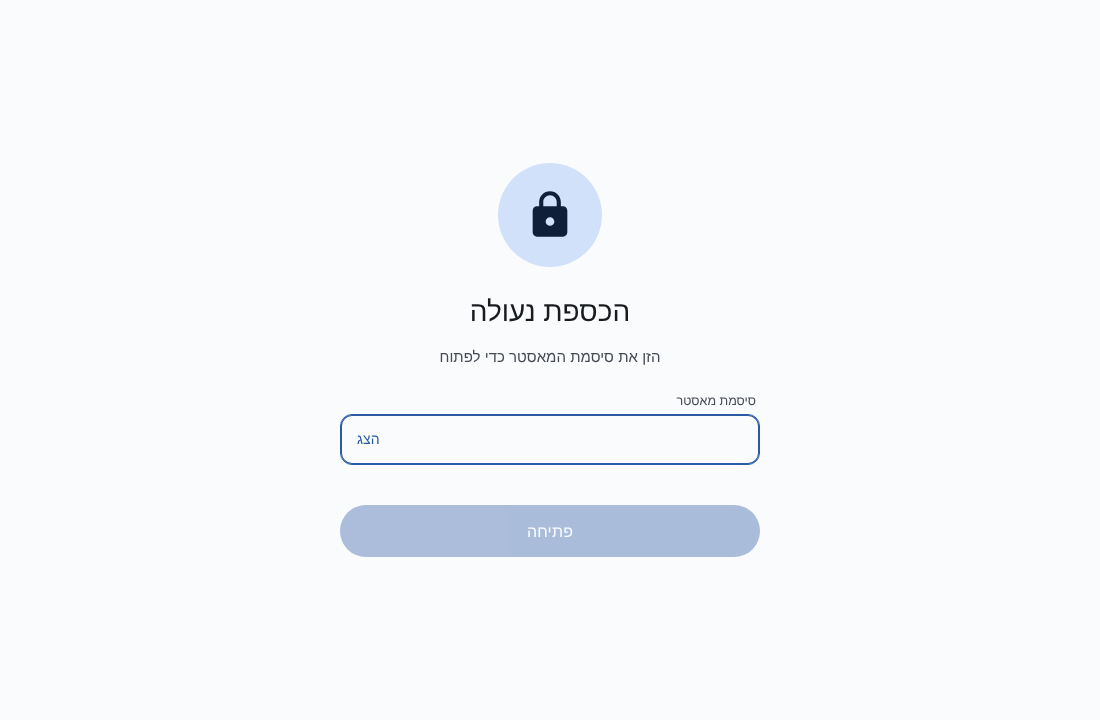 הכספת נעולה
הזן את סיסמת המאסטר כדי לפתוח
סיסמת מאסטר
הצג
פתיחה